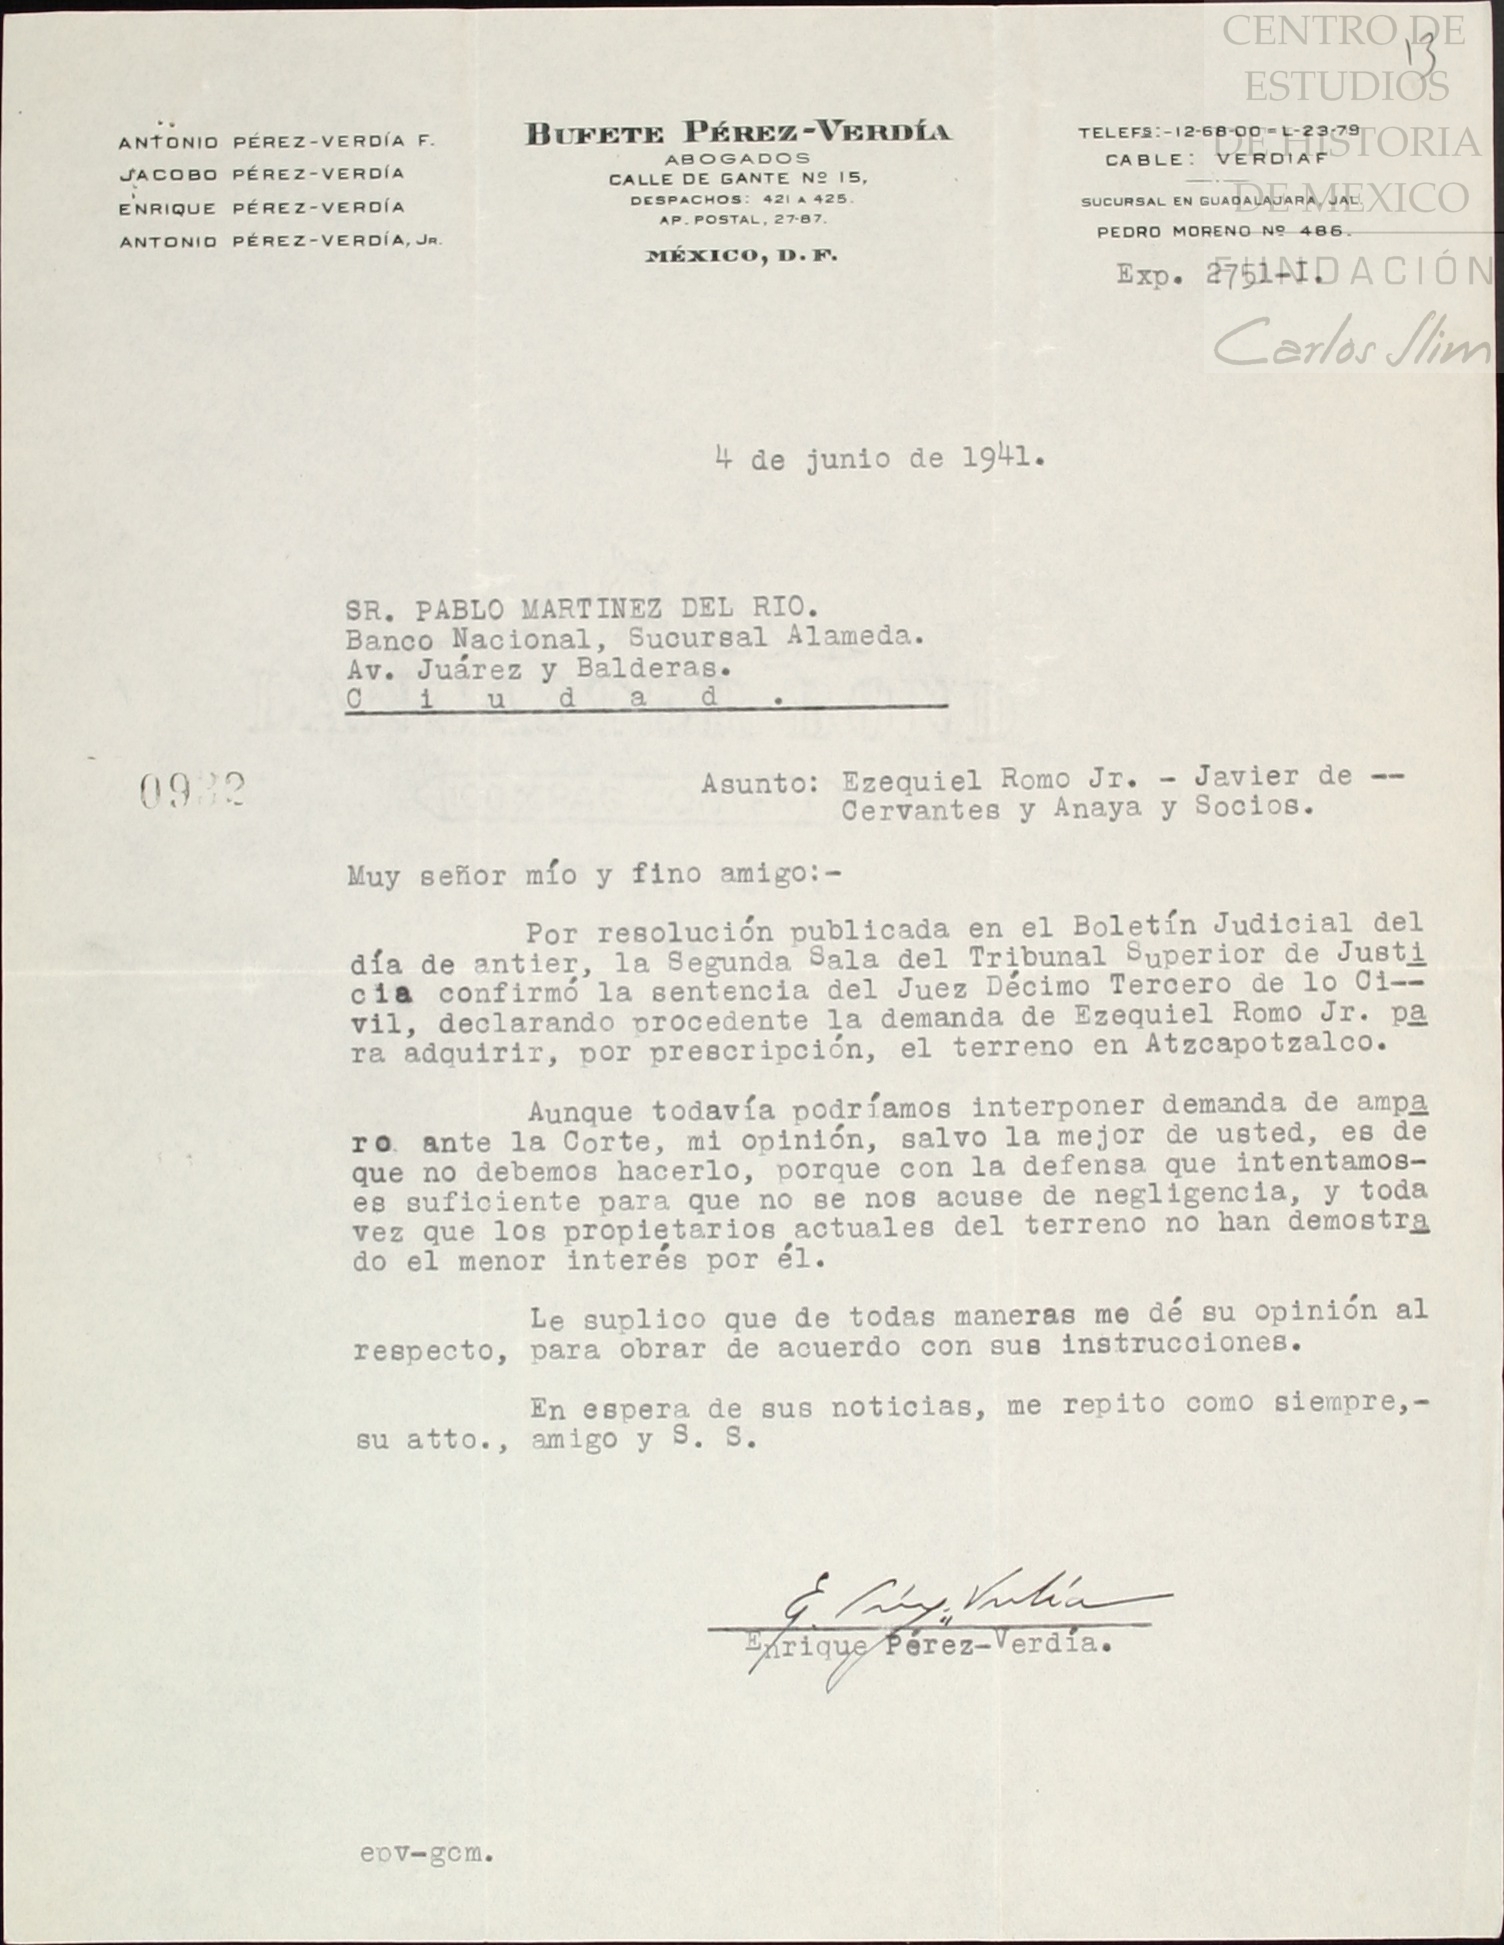 CENTRO DE
ESTUDIOS
DE HISTORIA
DE MEXICO
FUNDACIÓN
Carlos Slim
13
ANTONIO PÉREZ-VERDÍA F.
JACOBO PÉREZ-VERDÍA
ENRIQUE PÉREZ-VERDÍA
ANTONIO PÉREZ-VERDÍA, JR.
BUFETE PÉREZ-VERDÍA
ABOGADOS
CALLE DE GANTE Nº 15,
DESPACHOS: 421 A 425.
AP. POSTAL, 27-87.
MÉXICO, D. F.
TELEFS:-12-68-00=L-23-79
CABLE: VERDIAF
SUCURSAL EN GUADALAJARA, JAL.
PEDRO MORENO Nº 486.
Exp. 2751-I.
4 de junio de 1941.
SR. PABLO MARTINEZ DEL RIO.
Banco Nacional, Sucursal Alameda.
Av. Juárez y Balderas.
C i u d a d .
0932
Asunto: Ezequiel Romo Jr. - Javier de --
Cervantes y Anaya y Socios.
Muy señor mío y fino amigo:-
Por resolución publicada en el Boletín Judicial del
día de antier, la Segunda Sala del Tribunal Superior de Justi
cia confirmó la sentencia del Juez Décimo Tercero de lo Ci--
vil, declarando procedente la demanda de Ezequiel Romo Jr. pa
ra adquirir, por prescripción, el terreno en Atzcapotzalco.
Aunque todavía podríamos interponer demanda de ampa
ro ante la Corte, mi opinión, salvo la mejor de usted, es de
que no debemos hacerlo, porque con la defensa que intentamos-
es suficiente para que no se nos acuse de negligencia, y toda
vez que los propietarios actuales del terreno no han demostra
do el menor interés por él.
Le suplico que de todas maneras me dé su opinión al
respecto, para obrar de acuerdo con sus instrucciones.
En espera de sus noticias, me repito como siempre,-
su atto., amigo y S. S.
E. Pérez-Verdía
Enrique Pérez-Verdía.
epv-gcm.